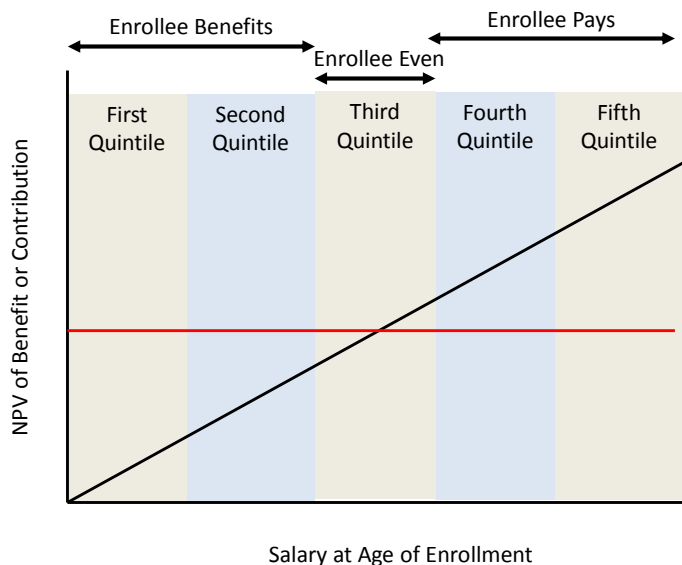 Enrollee Benefits
Enrollee Even
Enrollee Pays
First
Quintile
Second
Quintile
Third
Quintile
Fourth
Quintile
Fifth
Quintile
NPV of Benefit or Contribution
Salary at Age of Enrollment